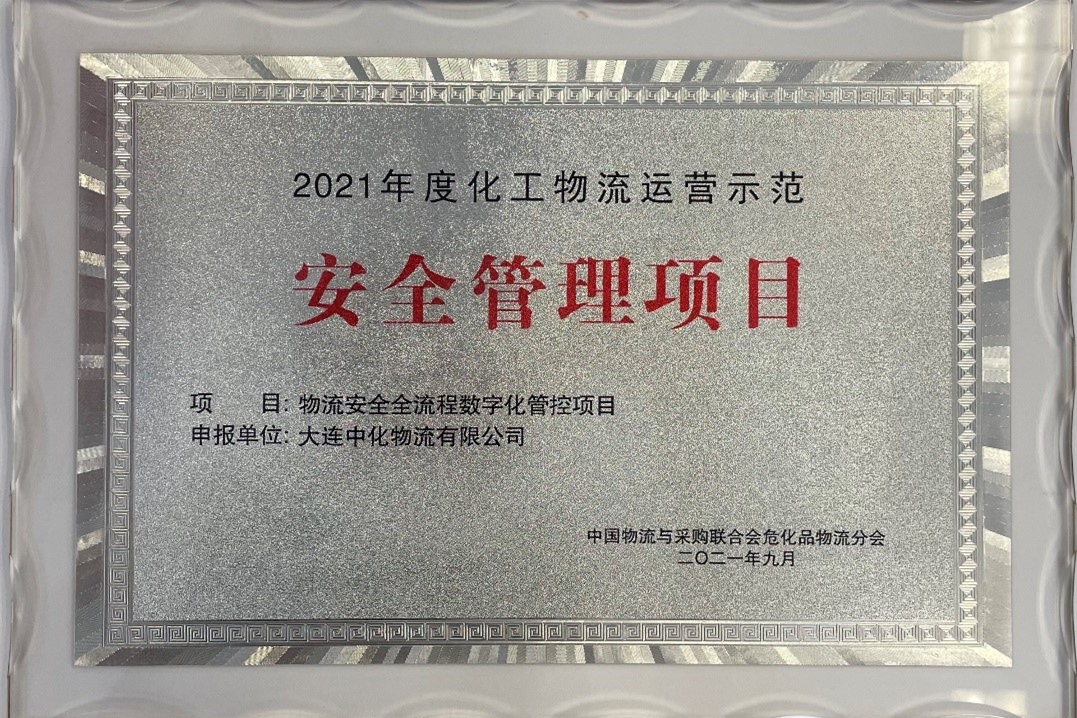 2021年度化工物流运营示范
安全管理项目
项 目: 物流安全全流程数字化管控项目
申报单位: 大连中化物流有限公司
中国物流与采购联合会危化品物流分会
二〇二一年九月